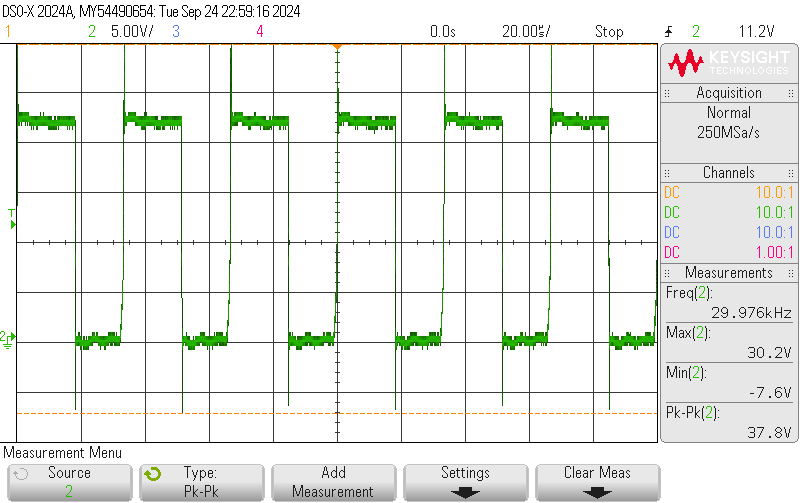 DSO-X 2024A, MY54490654: Tue Sep 24 22:59:16 2024
1 2 5.00V/ 3 4 0.0s 20.00us/ Stop 2 11.2V
KEYSIGHT
TECHNOLOGIES
Acquisition
Normal
250MSa/s
Channels
DC 10.0:1
DC 10.0:1
DC 10.0:1
DC 1.00:1
Measurements
Freq(2):
29.976kHz
Max(2):
30.2V
Min(2):
-7.6V
Pk-Pk(2):
37.8V
T
2
Measurement Menu
Source
2
Type:
Pk-Pk
Add
Measurement
Settings
Clear Meas